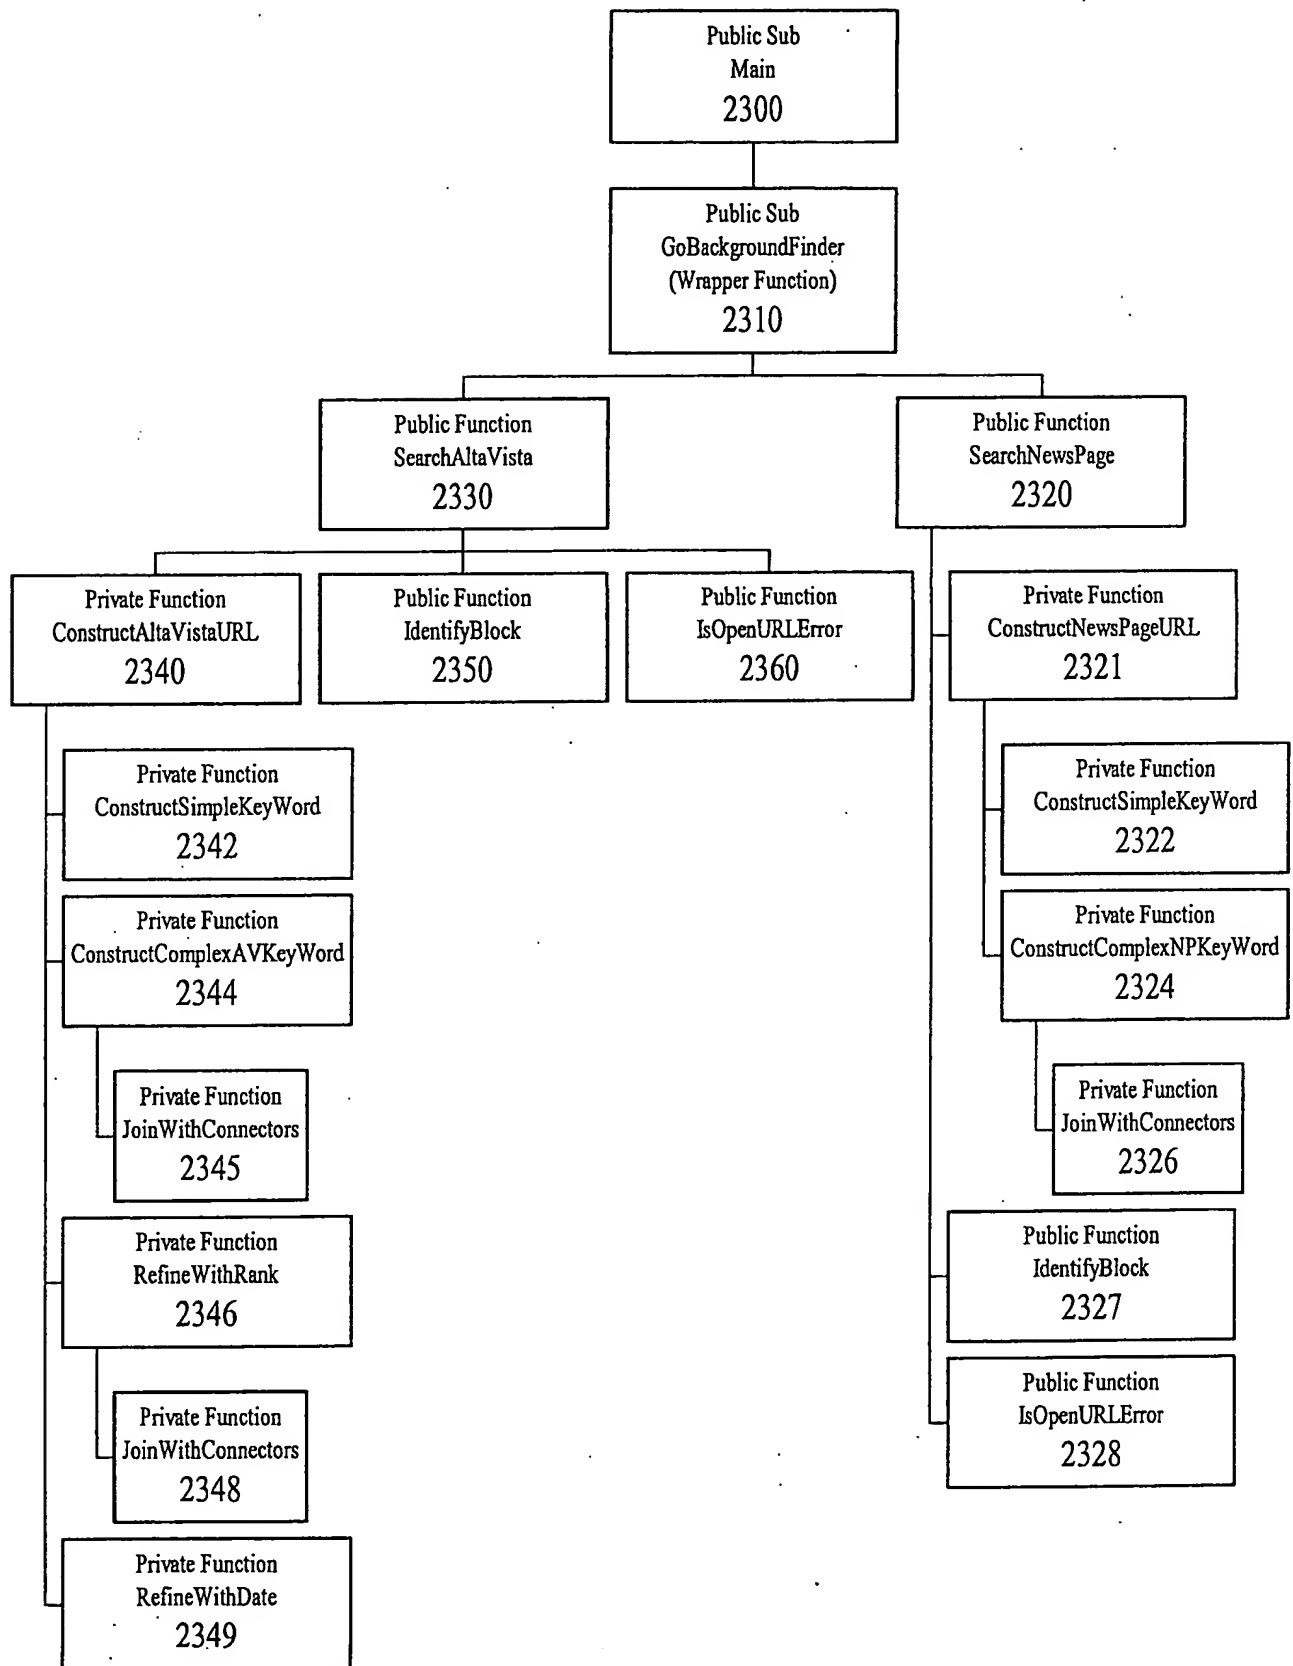 Public Sub
Main
2300
Public Sub
GoBackgroundFinder
(Wrapper Function)
2310
Public Function
SearchAltaVista
2330
Public Function
SearchNewsPage
2320
Private Function
ConstructAltaVistaURL
2340
Public Function
IdentifyBlock
2350
Public Function
IsOpenURLError
2360
Private Function
ConstructNewsPageURL
2321
Private Function
ConstructSimpleKeyWord
2342
Private Function
ConstructSimpleKeyWord
2322
Private Function
ConstructComplexAVKeyWord
2344
Private Function
ConstructComplexNPKeyWord
2324
Private Function
JoinWithConnectors
2345
Private Function
JoinWithConnectors
2326
Private Function
RefineWithRank
2346
Public Function
IdentifyBlock
2327
Private Function
JoinWithConnectors
2348
Public Function
IsOpenURLError
2328
Private Function
RefineWithDate
2349